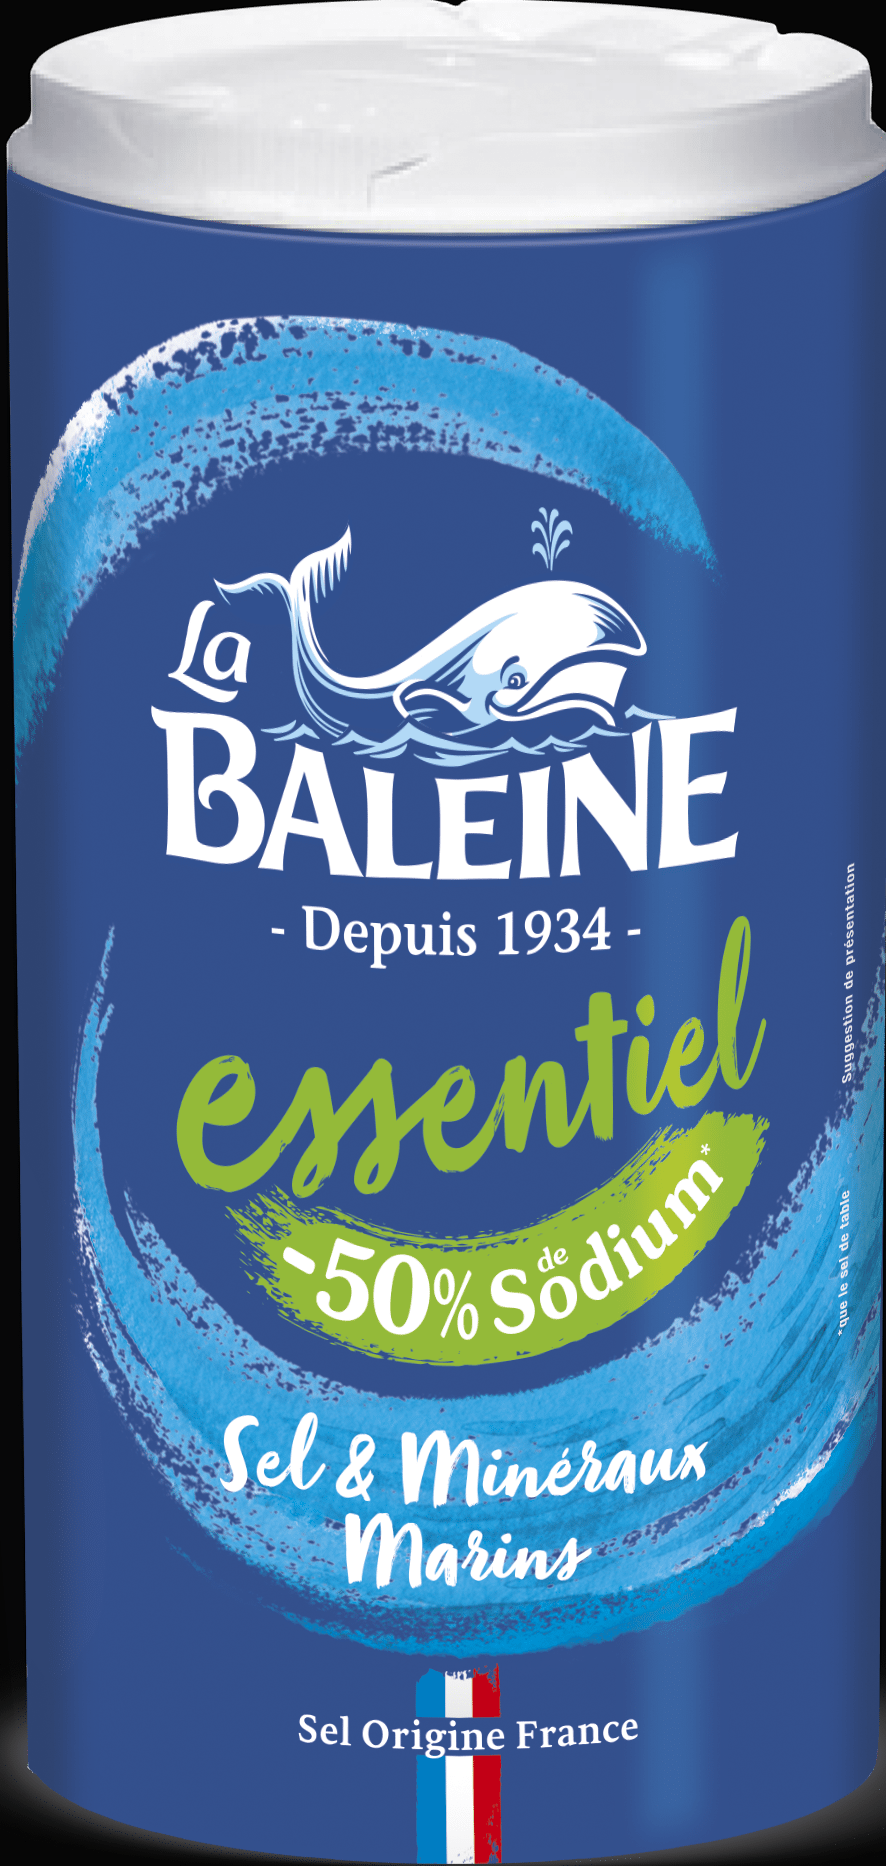 La
BALEINE
- Depuis 1934 -
essentiel
-50% de Sodium*
Sel & Minéraux
Marins
Sel Origine France
Suggestion de présentation
*que le sel de table